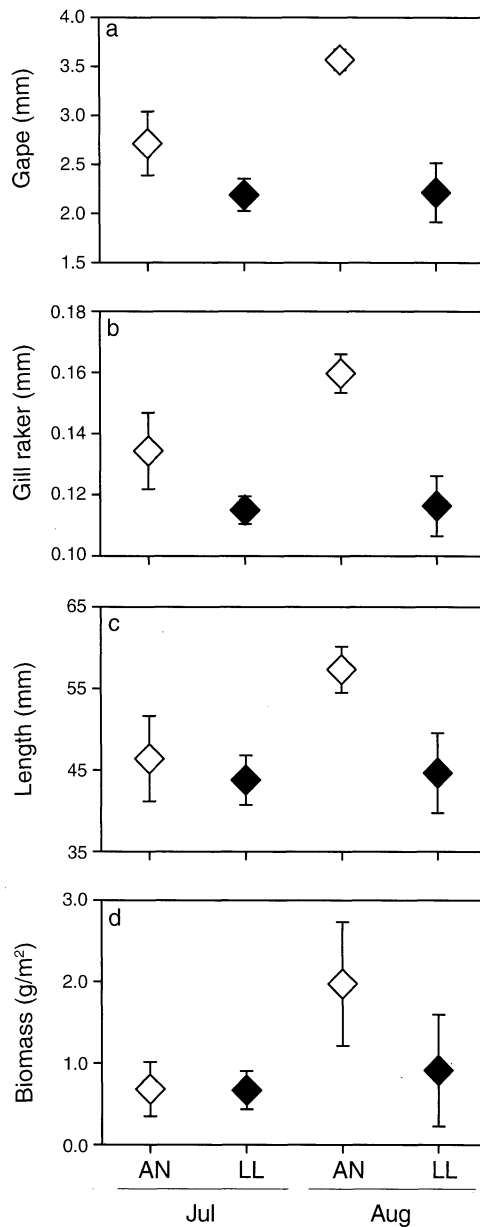 a
Gape (mm)
4.0
3.5
3.0
2.5
2.0
1.5
b
Gill raker (mm)
0.18
0.16
0.14
0.12
0.10
c
Length (mm)
65
55
45
35
d
Biomass (g/m²)
3.0
2.0
1.0
0.0
AN LL AN LL
Jul Aug